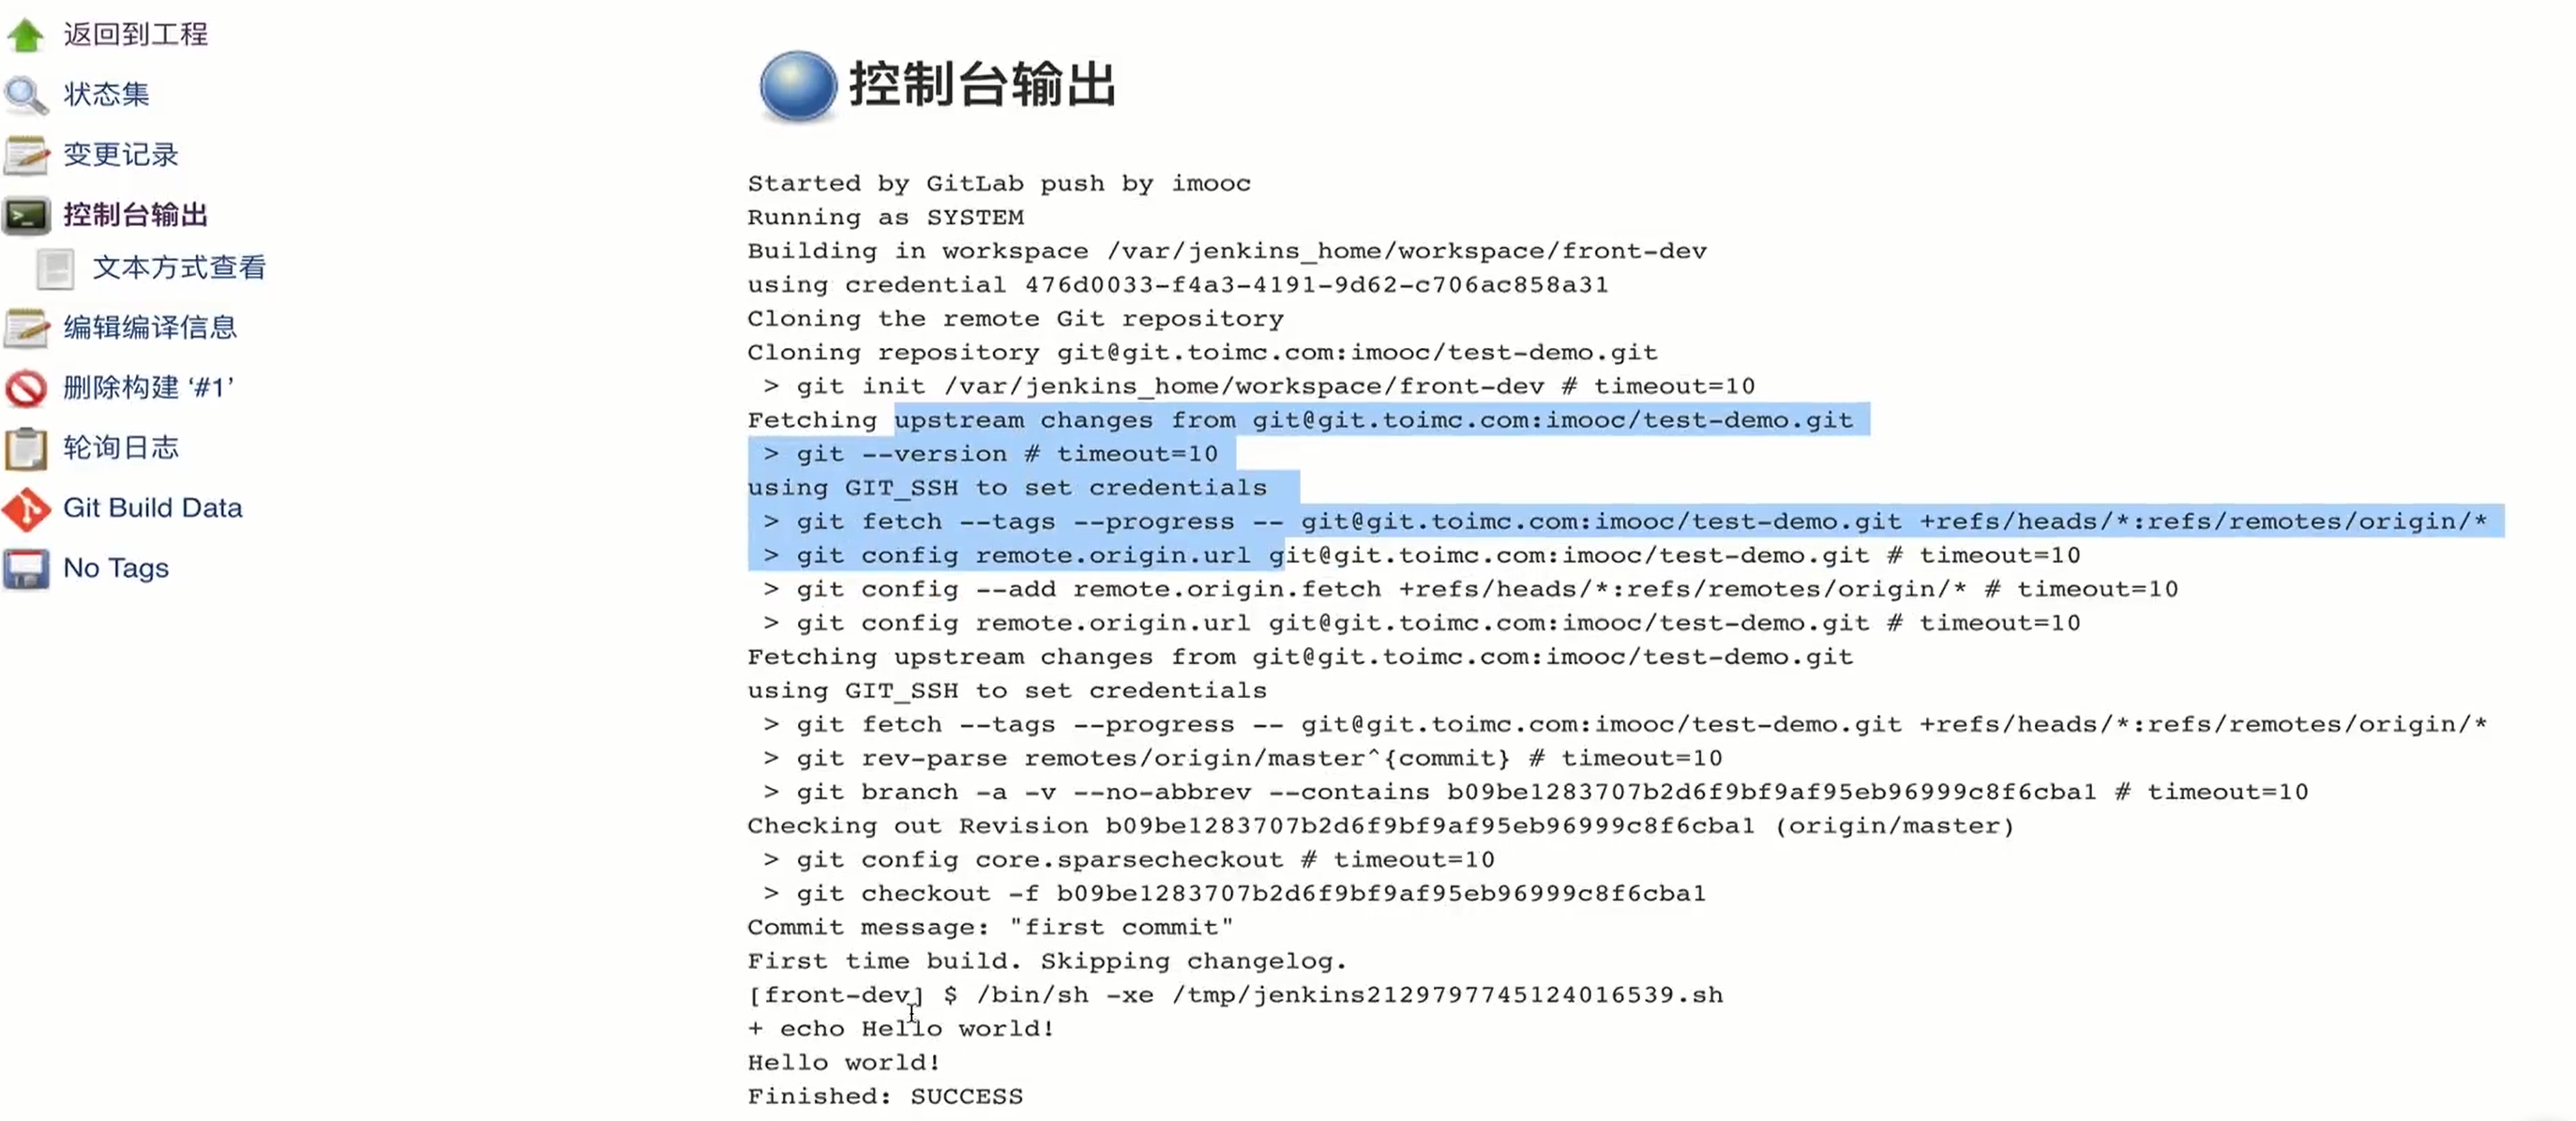 返回到工程
状态集
变更记录
控制台输出
文本方式查看
编辑编译信息
删除构建 ‘#1’
轮询日志
Git Build Data
No Tags
控制台输出
Started by GitLab push by imooc
Running as SYSTEM
Building in workspace /var/jenkins_home/workspace/front-dev
using credential 476d0033-f4a3-4191-9d62-c706ac858a31
Cloning the remote Git repository
Cloning repository git@git.toimc.com:imooc/test-demo.git
 > git init /var/jenkins_home/workspace/front-dev # timeout=10
Fetching upstream changes from git@git.toimc.com:imooc/test-demo.git
 > git --version # timeout=10
using GIT_SSH to set credentials
 > git fetch --tags --progress -- git@git.toimc.com:imooc/test-demo.git +refs/heads/*:refs/remotes/origin/*
 > git config remote.origin.url git@git.toimc.com:imooc/test-demo.git # timeout=10
 > git config --add remote.origin.fetch +refs/heads/*:refs/remotes/origin/* # timeout=10
 > git config remote.origin.url git@git.toimc.com:imooc/test-demo.git # timeout=10
Fetching upstream changes from git@git.toimc.com:imooc/test-demo.git
using GIT_SSH to set credentials
 > git fetch --tags --progress -- git@git.toimc.com:imooc/test-demo.git +refs/heads/*:refs/remotes/origin/*
 > git rev-parse remotes/origin/master^{commit} # timeout=10
 > git branch -a -v --no-abbrev --contains b09be1283707b2d6f9bf9af95eb96999c8f6cba1 # timeout=10
Checking out Revision b09be1283707b2d6f9bf9af95eb96999c8f6cba1 (origin/master)
 > git config core.sparsecheckout # timeout=10
 > git checkout -f b09be1283707b2d6f9bf9af95eb96999c8f6cba1
Commit message: "first commit"
First time build. Skipping changelog.
[front-dev] $ /bin/sh -xe /tmp/jenkins2129797745124016539.sh
+ echo Hello world!
Hello world!
Finished: SUCCESS